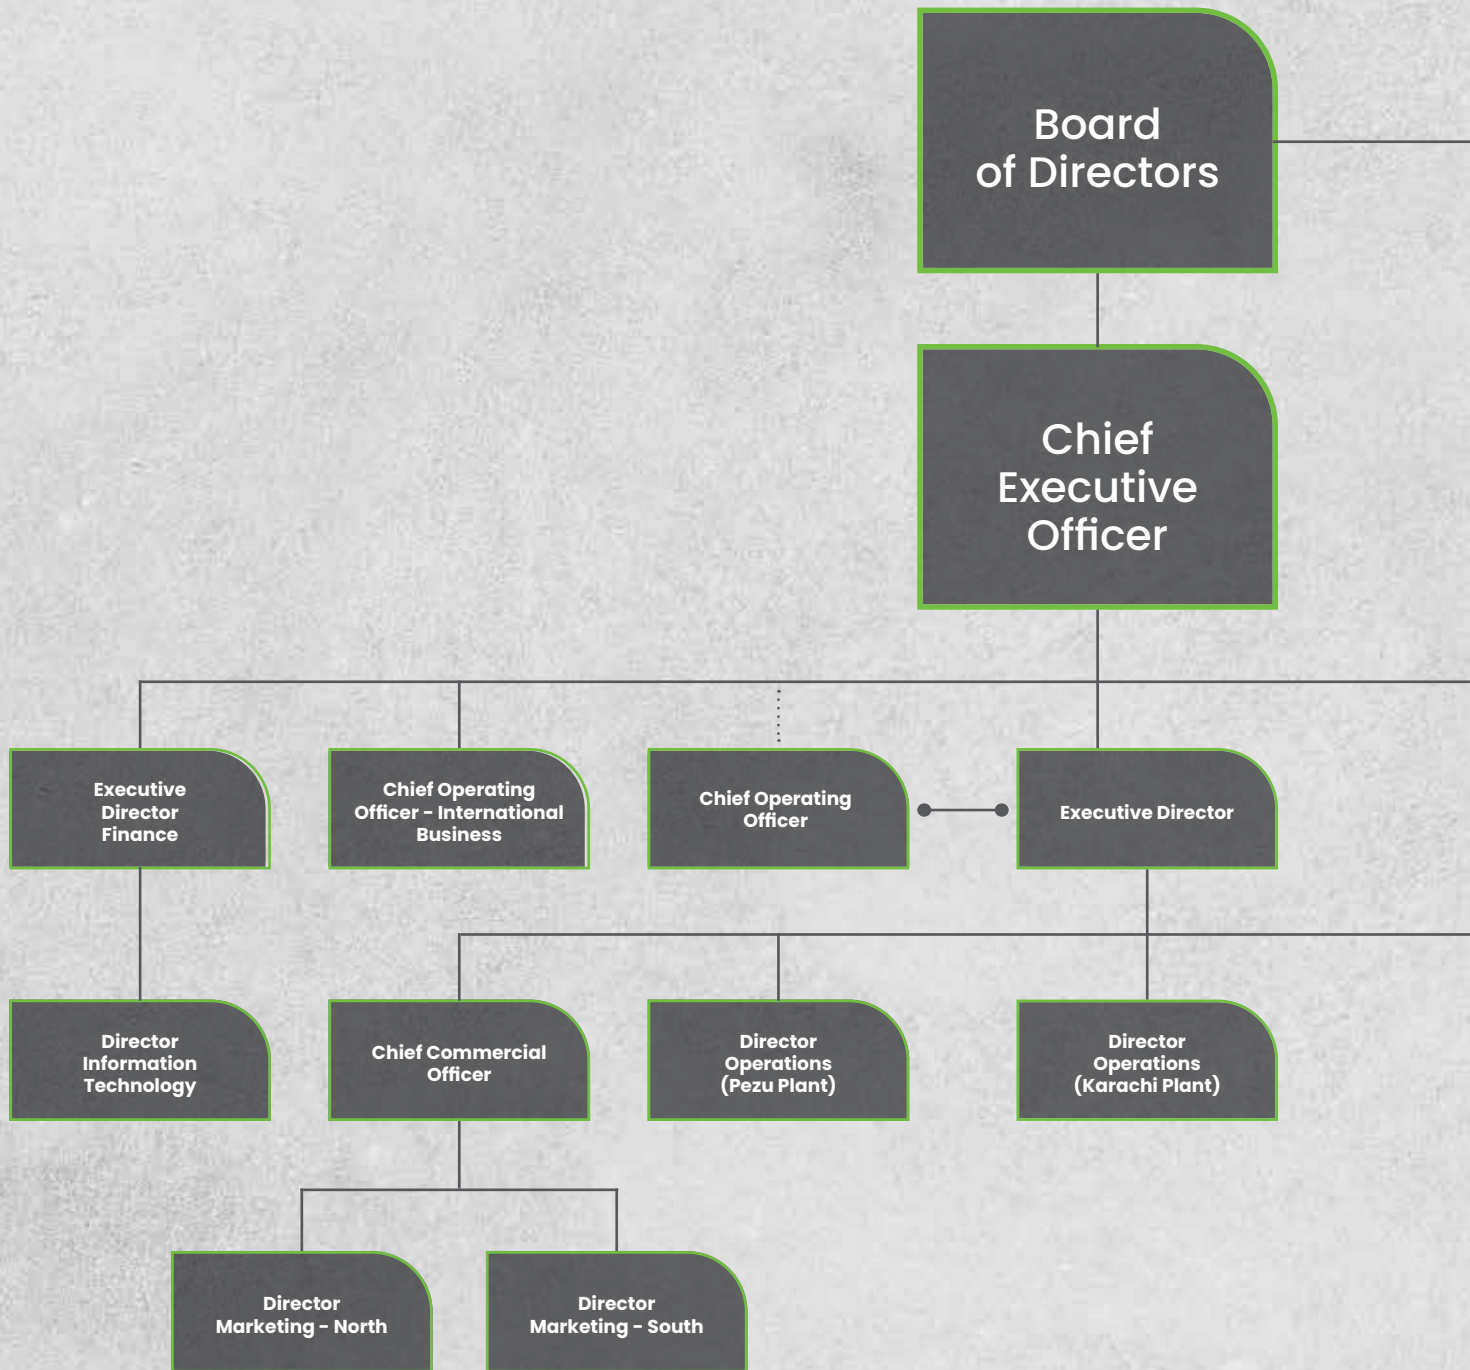 Board
of Directors
Chief
Executive
Officer
Executive
Director
Finance
Chief Operating
Officer - International
Business
Chief Operating
Officer
Executive Director
Director
Information
Technology
Chief Commercial
Officer
Director
Operations
(Pezu Plant)
Director
Operations
(Karachi Plant)
Director
Marketing - North
Director
Marketing - South